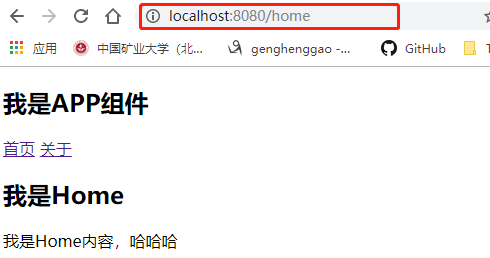 localhost:8080/home
应用 中国矿业大学（北... genghenggao -... GitHub
我是APP组件
首页 关于
我是Home
我是Home内容，哈哈哈